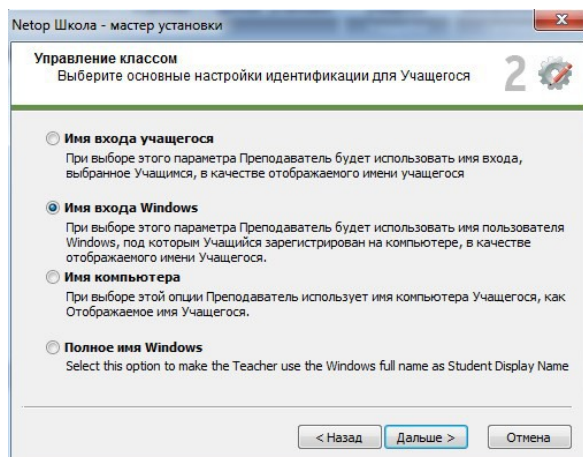 Netop Школа - мастер установки
Управление классом
Выберите основные настройки идентификации для Учащегося
2
Имя входа учащегося
При выборе этого параметра Преподаватель будет использовать имя входа,
выбранное Учащимся, в качестве отображаемого имени учащегося
Имя входа Windows
При выборе этого параметра Преподаватель будет использовать имя пользователя
Windows, под которым Учащийся зарегистрирован на компьютере, в качестве
отображаемого имени Учащегося.
Имя компьютера
При выборе этой опции Преподаватель использует имя компьютера Учащегося, как
Отображаемое имя Учащегося.
Полное имя Windows
Select this option to make the Teacher use the Windows full name as Student Display Name
< Назад Дальше > Отмена